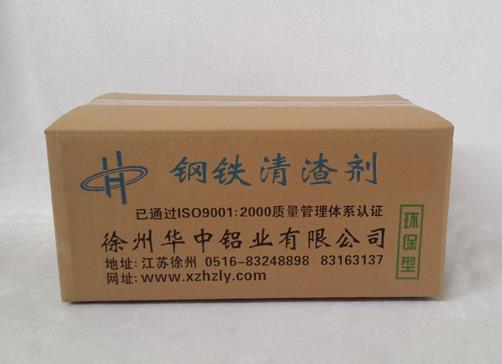 钢铁清渣剂
已通过ISO9001:2000质量管理体系认证
徐州华中铝业有限公司
地址: 江苏徐州 0516-83248898 83163137
网址: www.xzhzly.com
环保型